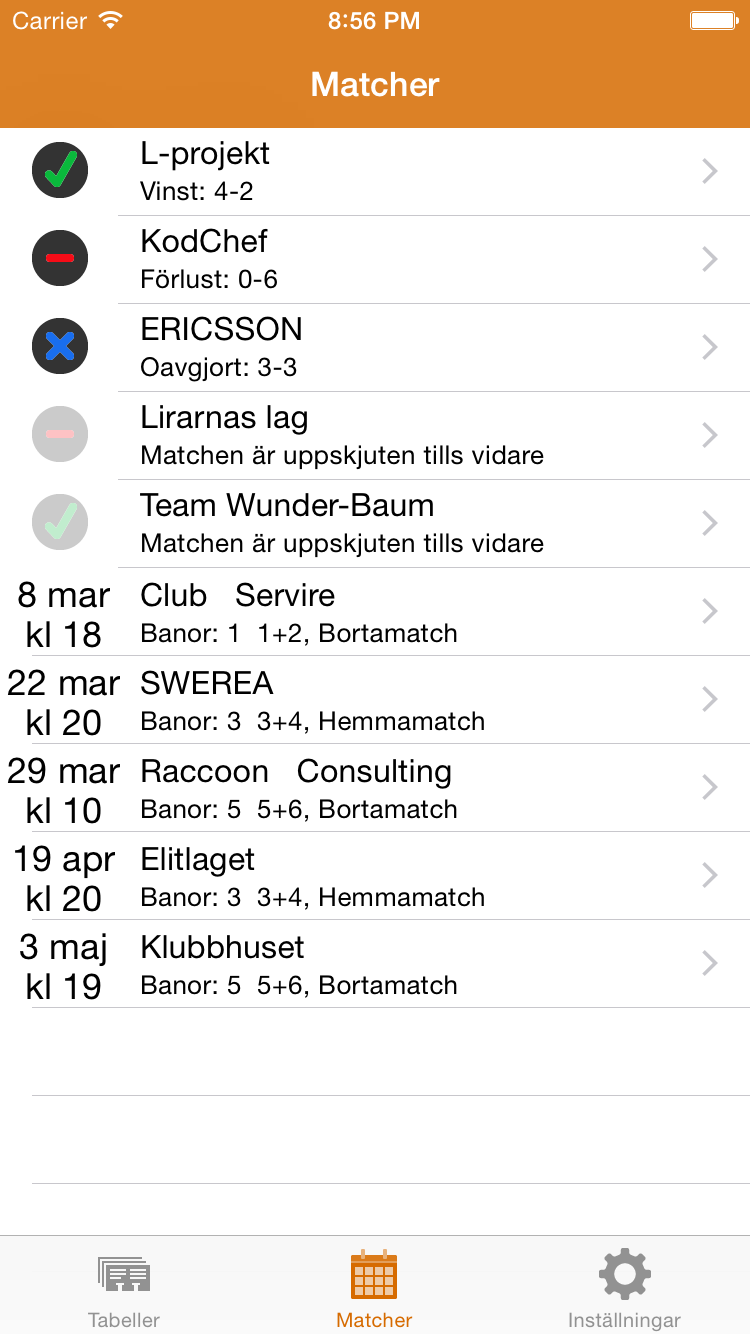 Carrier 8:56 PM
Matcher
L-projekt
Vinst: 4-2
KodChef
Förlust: 0-6
ERICSSON
Oavgjort: 3-3
Lirarnas lag
Matchen är uppskjuten tills vidare
Team Wunder-Baum
Matchen är uppskjuten tills vidare
8 mar Club Servire
kl 18 Banor: 1 1+2, Bortamatch
22 mar SWEREA
kl 20 Banor: 3 3+4, Hemmamatch
29 mar Raccoon Consulting
kl 10 Banor: 5 5+6, Bortamatch
19 apr Elitlaget
kl 20 Banor: 3 3+4, Hemmamatch
3 maj Klubbhuset
kl 19 Banor: 5 5+6, Bortamatch
Tabeller Matcher Inställningar